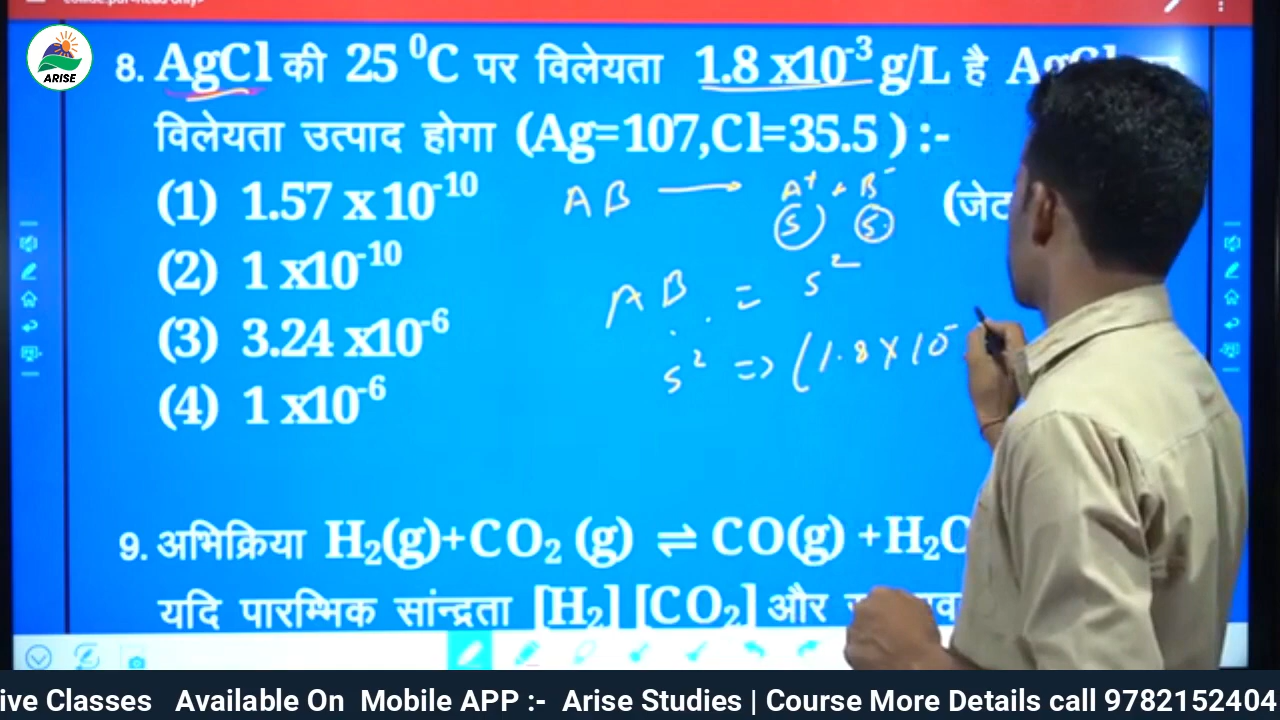 ARISE
8. AgCl की 25 ⁰C पर विलेयता 1.8 x10⁻³ g/L है
विलेयता उत्पाद होगा (Ag=107,Cl=35.5 ) :-
(1) 1.57 x 10⁻¹⁰
(2) 1 x10⁻¹⁰
(3) 3.24 x10⁻⁶
(4) 1 x10⁻⁶
AB → A⁺ + B⁻
S S
AB = s²
s² => (1.8 X 10⁻
9. अभिक्रिया H₂(g)+CO₂ (g) ⇌ CO(g) +H₂O
यदि पारम्भिक सांन्द्रता [H₂] [CO₂] और
ive Classes Available On Mobile APP :- Arise Studies | Course More Details call 9782152404